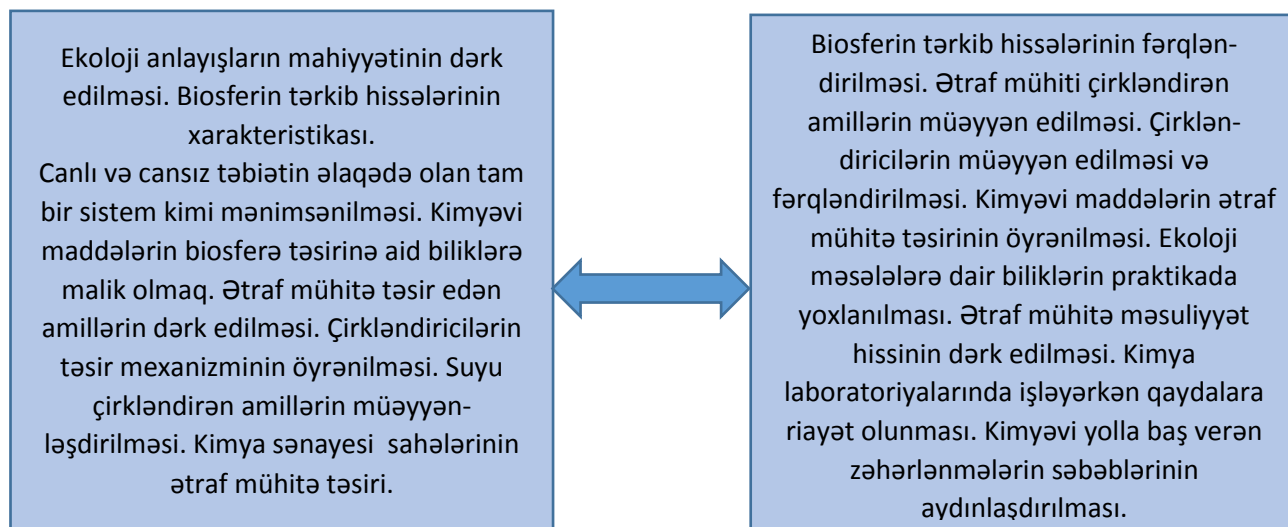 Ekoloji anlayışların mahiyyətinin dərk
edilməsi. Biosferin tərkib hissələrinin
xarakteristikası.
Canlı və cansız təbiətin əlaqədə olan tam
bir sistem kimi mənimsənilməsi. Kimyəvi
maddələrin biosferə təsirinə aid biliklərə
malik olmaq. Ətraf mühitə təsir edən
amillərin dərk edilməsi. Çirkləndiricilərin
təsir mexanizminin öyrənilməsi. Suyu
çirkləndirən amillərin müəyyən-
ləşdirilməsi. Kimya sənayesi sahələrinin
ətraf mühitə təsiri.
Biosferin tərkib hissələrinin fərqlən-
dirilməsi. Ətraf mühiti çirkləndirən
amillərin müəyyən edilməsi. Çirklən-
diricilərin müəyyən edilməsi və
fərqləndirilməsi. Kimyəvi maddələrin ətraf
mühitə təsirinin öyrənilməsi. Ekoloji
məsələlərə dair biliklərin praktikada
yoxlanılması. Ətraf mühitə məsuliyyət
hissinin dərk edilməsi. Kimya
laboratoriyalarında işləyərkən qaydalara
riayət olunması. Kimyəvi yolla baş verən
zəhərlənmələrin səbəblərinin
aydınlaşdırılması.